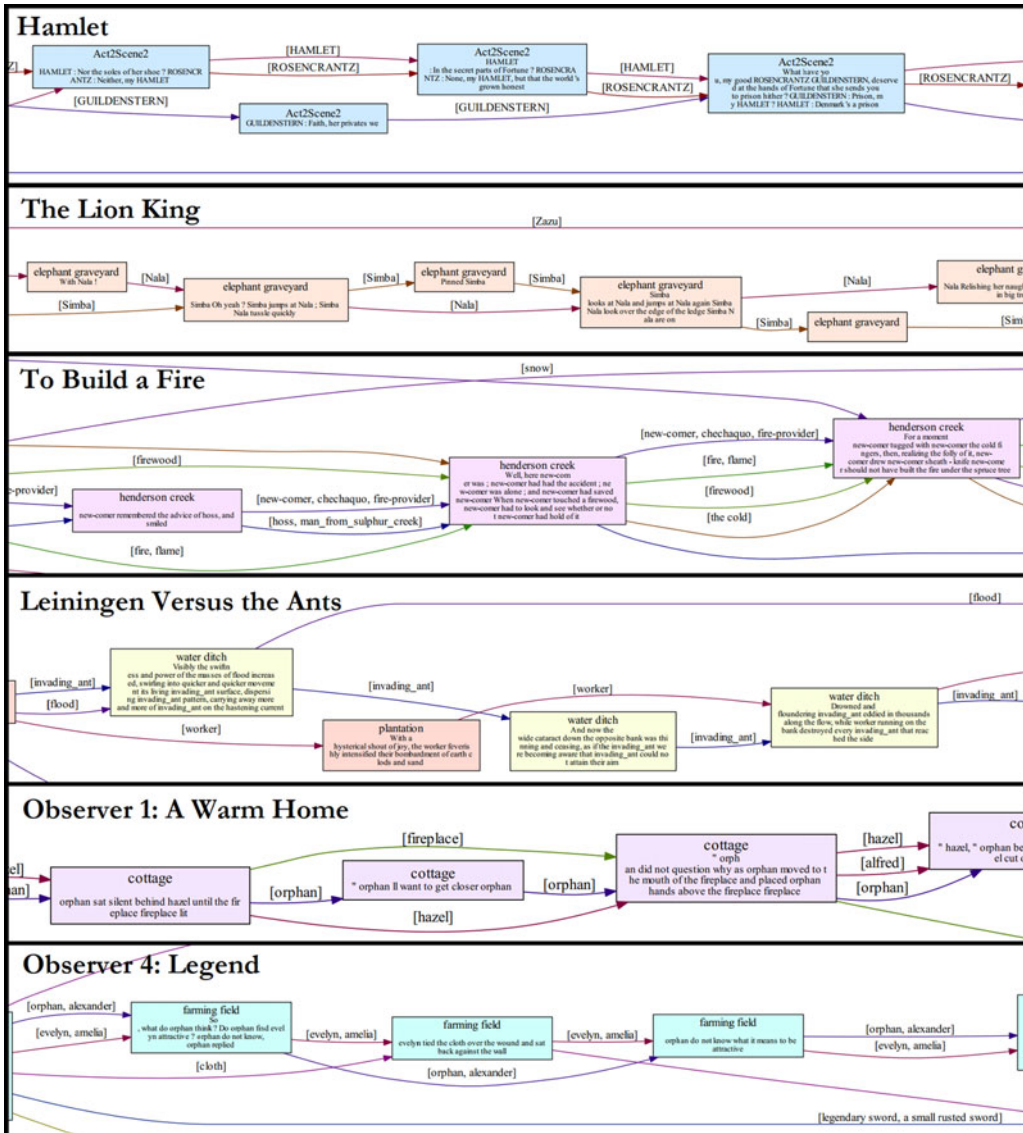 Hamlet
Z]
Act2Scene2
HAMLET : Nor the soles of her shoe ? ROSENCR
ANTZ : Neither, my HAMLET
[HAMLET]
[ROSENCRANTZ]
[GUILDENSTERN]
Act2Scene2
GUILDENSTERN : Faith, her privates we
Act2Scene2
HAMLET
: In the secret parts of Fortune ? ROSENCRA
NTZ : None, my HAMLET, but that the world 's
grown honest
[GUILDENSTERN]
[HAMLET]
[ROSENCRANTZ]
Act2Scene2
What have yo
u, my good ROSENCRANTZ GUILDENSTERN, deserve
d at the hands of Fortune that she sends you
to prison hither ? GUILDENSTERN : Prison, m
y HAMLET ? HAMLET : Denmark 's a prison
[ROSENCRANTZ]
The Lion King
[Zazu]
elephant graveyard
With Nala !
[Nala]
[Simba]
elephant graveyard
Simba Oh yeah ? Simba jumps at Nala ; Simba
Nala tussle quickly
[Simba]
elephant graveyard
Pinned Simba
[Simba]
[Nala]
elephant graveyard
Simba
looks at Nala and jumps at Nala again Simba
Nala look over the edge of the ledge Simba N
ala are on
[Nala]
[Simba]
elephant graveyard
elephant g
Nala Relishing her naug
in big tr
[Sim
To Build a Fire
[snow]
[firewood]
e-provider]
henderson creek
new-comer remembered the advice of hoss, and
smiled
[new-comer, chechaquo, fire-provider]
[hoss, man_from_sulphur_creek]
[fire, flame]
henderson creek
Well, here new-com
er was ; new-comer had had the accident ; ne
w-comer was alone ; and new-comer had saved
new-comer When new-comer touched a firewood,
new-comer had to look and see whether or no
t new-comer had hold of it
[new-comer, chechaquo, fire-provider]
[fire, flame]
[firewood]
[the cold]
henderson creek
For a moment
new-comer tugged with new-comer the cold fi
ngers, then, realizing the folly of it, new-
comer drew new-comer sheath - knife new-come
r should not have built the fire under the spruce tree
Leiningen Versus the Ants
[flood]
[invading_ant]
[flood]
[worker]
water ditch
Visibly the swiftn
ess and power of the masses of flood increas
ed, swirling into quicker and quicker moveme
nt its living invading_ant surface, dispersi
ng invading_ant pattern, carrying away more
and more of invading_ant on the hastening current
[invading_ant]
plantation
With a
hysterical shout of joy, the worker feveris
hly intensified their bombardment of earth c
lods and sand
[worker]
water ditch
And now the
wide cataract down the opposite bank was thi
nning and ceasing, as if the invading_ant we
re becoming aware that invading_ant could no
t attain their aim
[invading_ant]
water ditch
Drowned and
floundering invading_ant eddied in thousands
along the flow, while worker running on the
bank destroyed every invading_ant that reac
hed the side
[invading_ant]
Observer 1: A Warm Home
zel]
han]
cottage
orphan sat silent behind hazel until the fir
eplace fireplace lit
[fireplace]
[orphan]
[hazel]
cottage
" orphan ll want to get closer orphan
[orphan]
cottage
" orph
an did not question why as orphan moved to t
he mouth of the fireplace and placed orphan
hands above the fireplace fireplace
[hazel]
[alfred]
[orphan]
co
" hazel, " orphan be
el cut
Observer 4: Legend
[orphan, alexander]
[evelyn, amelia]
[cloth]
farming field
So
, what do orphan think ? Do orphan find evel
yn attractive ? orphan do not know,
orphan replied
[evelyn, amelia]
[orphan, alexander]
farming field
evelyn tied the cloth over the wound and sat
back against the wall
[evelyn, amelia]
farming field
orphan do not know what it means to be
attractive
[orphan, alexander]
[evelyn, amelia]
[legendary sword, a small rusted sword]